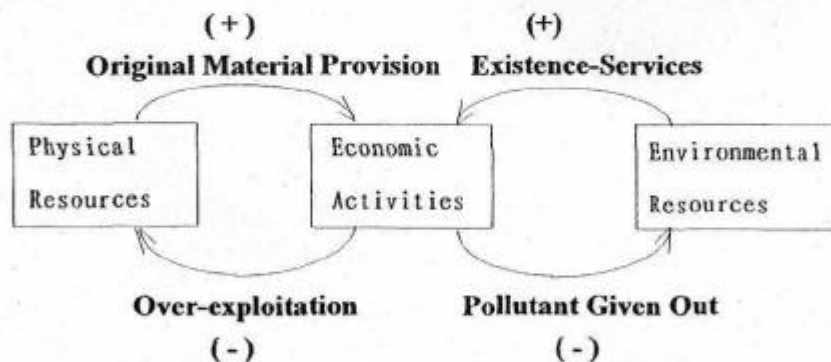 (+) (+)
Original Material Provision Existence-Services
Physical Economic Environmental
Resources Activities Resources
Over-exploitation Pollutant Given Out
(-) (-)